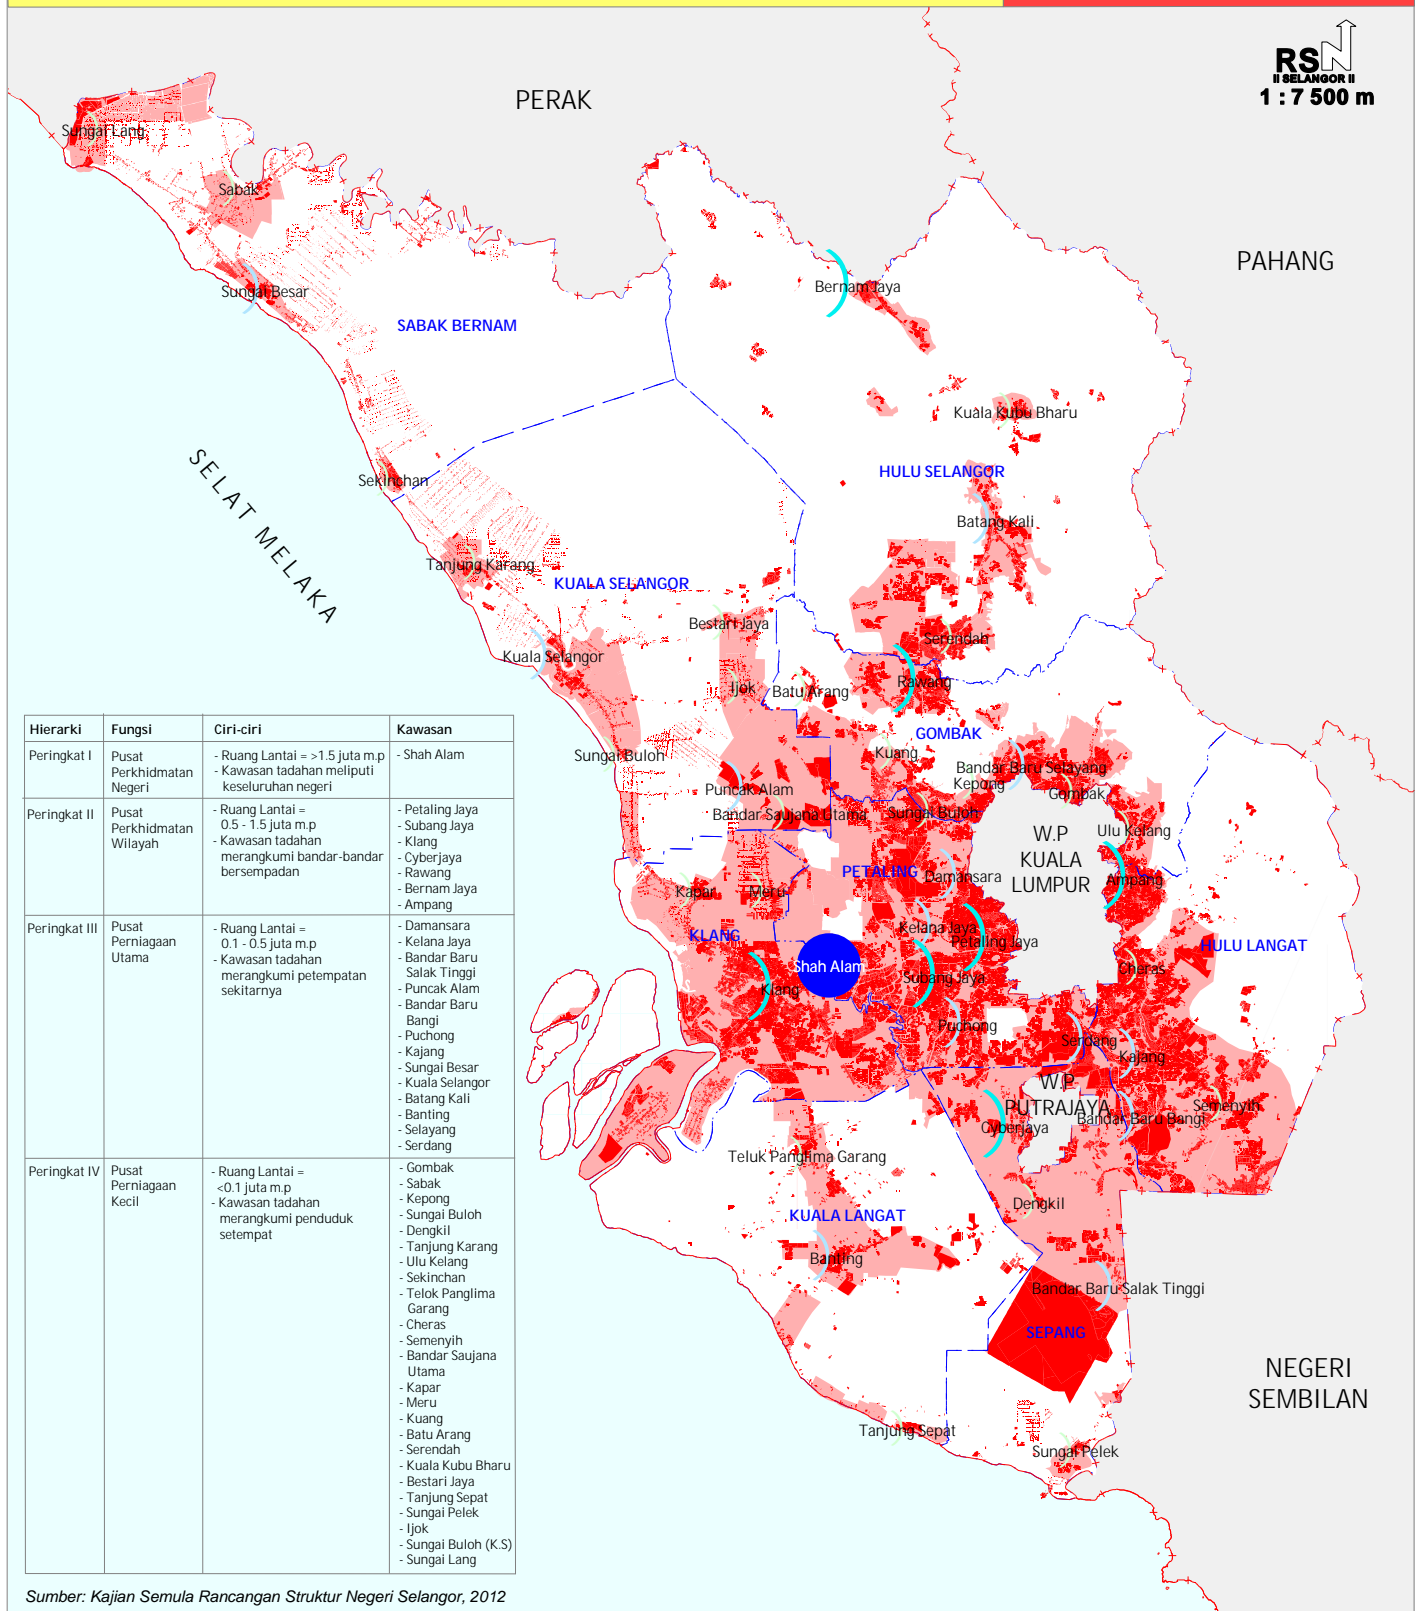 RSN
II SELANGOR II
1 : 7 500 m
PERAK
PAHANG
Sungai Lang
Sabak
Sungai Besar
Bernam Jaya
SABAK BERNAM
Kuala Kubu Bharu
SELAT MELAKA
Sekinchan
HULU SELANGOR
Batang Kali
Tanjung Karang
KUALA SELANGOR
Bestari Jaya
Serendah
Kuala Selangor
Ijok
Batu Arang
Rawang
GOMBAK
Sungai Buloh
Kuang
Bandar Baru Selayang
Kepong
Gombak
Puncak Alam
Bandar Saujana Utama
Sungai Buloh
Ulu Kelang
W.P
KUALA
LUMPUR
PETALING
Damansara
Ampang
Kapar
Meru
KLANG
Kelana Jaya
Petaling Jaya
HULU LANGAT
Shah Alam
Subang Jaya
Cheras
Klang
Puchong
Serdang
Kajang
W.P
PUTRAJAYA
Semenyih
Bandar Baru Bangi
Cyberjaya
Teluk Panglima Garang
Dengkil
KUALA LANGAT
Banting
Bandar Baru Salak Tinggi
SEPANG
NEGERI
SEMBILAN
Tanjung Sepat
Sungai Pelek
Hierarki Fungsi Ciri-ciri Kawasan
Peringkat I
Pusat
Perkhidmatan
Negeri
- Ruang Lantai = >1.5 juta m.p
- Kawasan tadahan meliputi
keseluruhan negeri
- Shah Alam
Peringkat II
Pusat
Perkhidmatan
Wilayah
- Ruang Lantai =
0.5 - 1.5 juta m.p
- Kawasan tadahan
merangkumi bandar-bandar
bersempadan
- Petaling Jaya
- Subang Jaya
- Klang
- Cyberjaya
- Rawang
- Bernam Jaya
- Ampang
Peringkat III
Pusat
Perniagaan
Utama
- Ruang Lantai =
0.1 - 0.5 juta m.p
- Kawasan tadahan
merangkumi petempatan
sekitarnya
- Damansara
- Kelana Jaya
- Bandar Baru
Salak Tinggi
- Puncak Alam
- Bandar Baru
Bangi
- Puchong
- Kajang
- Sungai Besar
- Kuala Selangor
- Batang Kali
- Banting
- Selayang
- Serdang
Peringkat IV
Pusat
Perniagaan
Kecil
- Ruang Lantai =
<0.1 juta m.p
- Kawasan tadahan
merangkumi penduduk
setempat
- Gombak
- Sabak
- Kepong
- Sungai Buloh
- Dengkil
- Tanjung Karang
- Ulu Kelang
- Sekinchan
- Telok Panglima
Garang
- Cheras
- Semenyih
- Bandar Saujana
Utama
- Kapar
- Meru
- Kuang
- Batu Arang
- Serendah
- Kuala Kubu Bharu
- Bestari Jaya
- Tanjung Sepat
- Sungai Pelek
- Ijok
- Sungai Buloh (K.S)
- Sungai Lang
Sumber: Kajian Semula Rancangan Struktur Negeri Selangor, 2012